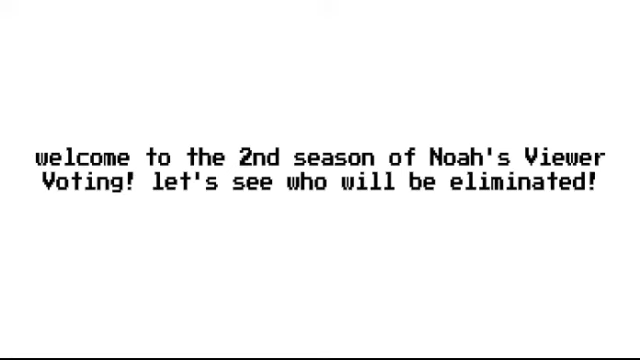 welcome to the 2nd season of Noah's Viewer
Voting! let's see who will be eliminated!